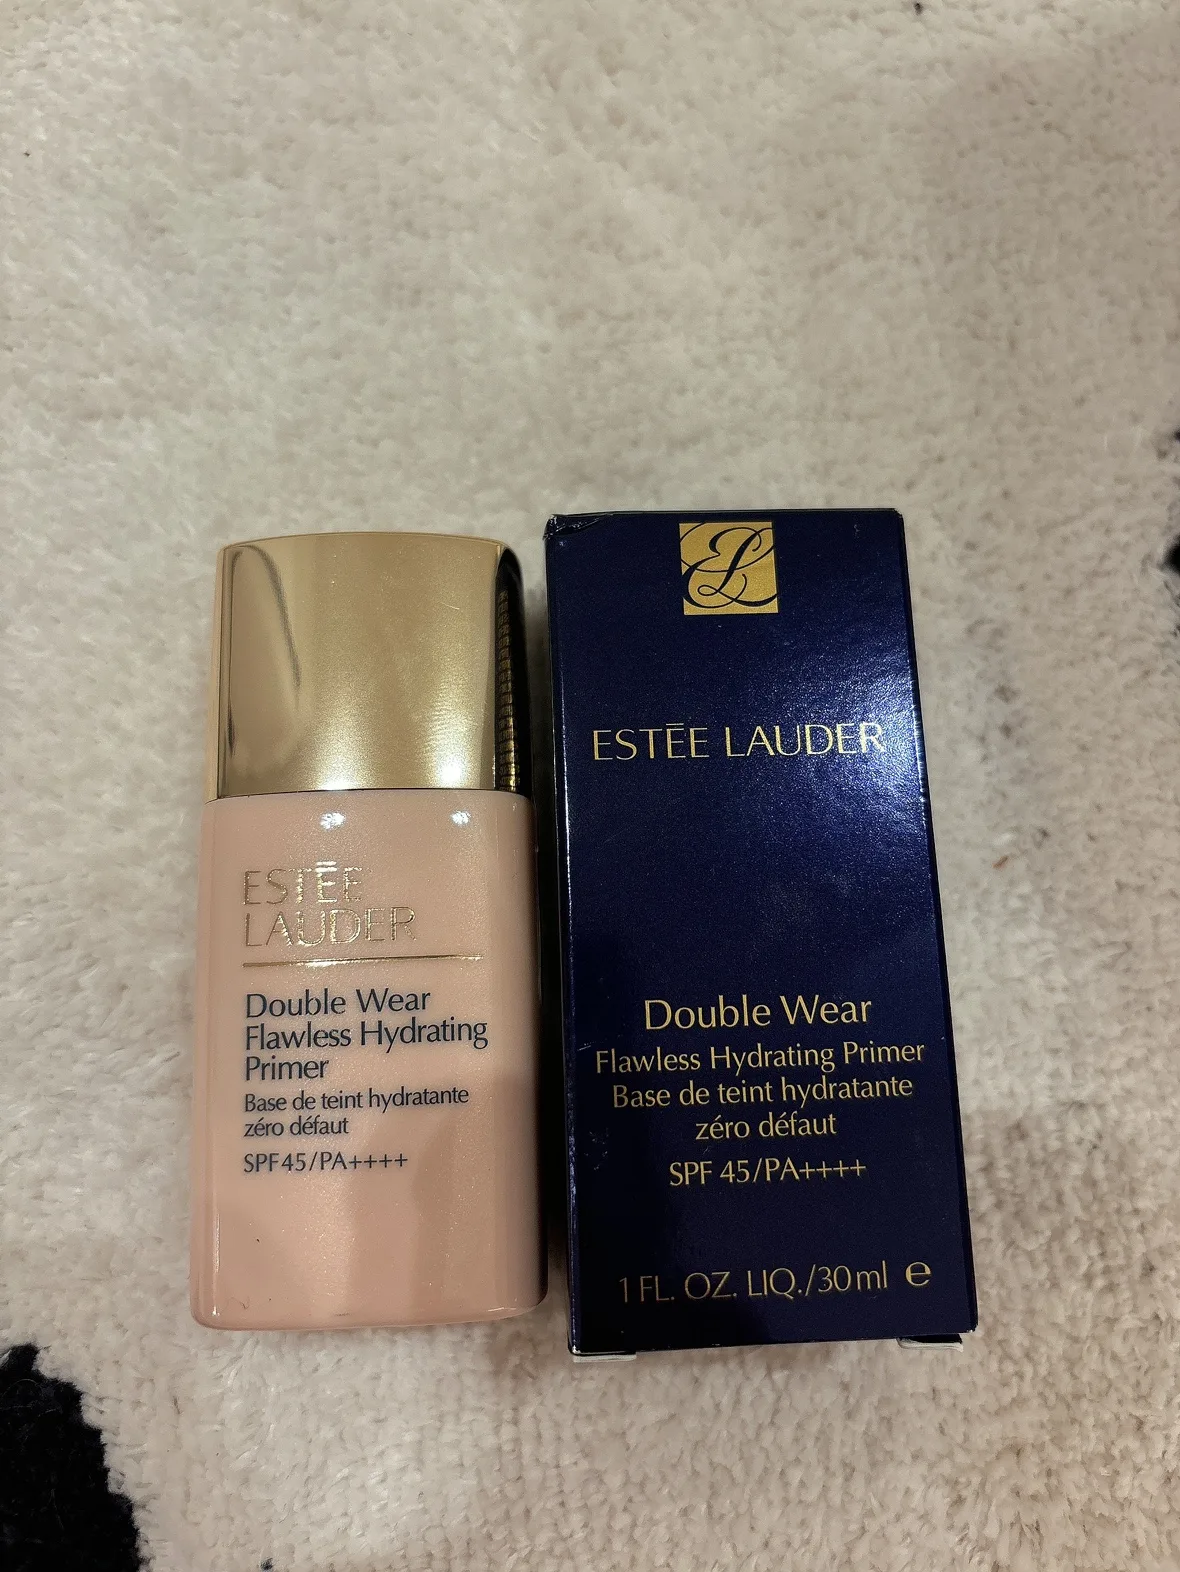 ESTĒE
LAUDER
Double Wear
Flawless Hydrating
Primer
Base de teint hydratante
zéro défaut
SPF45/PA++++
EL
ESTĒE LAUDER
Double Wear
Flawless Hydrating Primer
Base de teint hydratante
zéro défaut
SPF 45/PA++++
1 FL. OZ. LIQ./30ml ℮